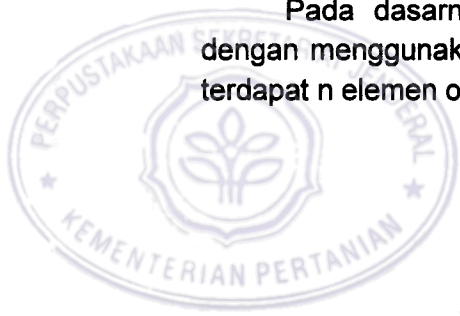 Pada dasarn
dengan menggunak
terdapat n elemen o
PERPUSTAKAAN SEKRETARIAT JENDERAL
KEMENTERIAN PERTANIAN